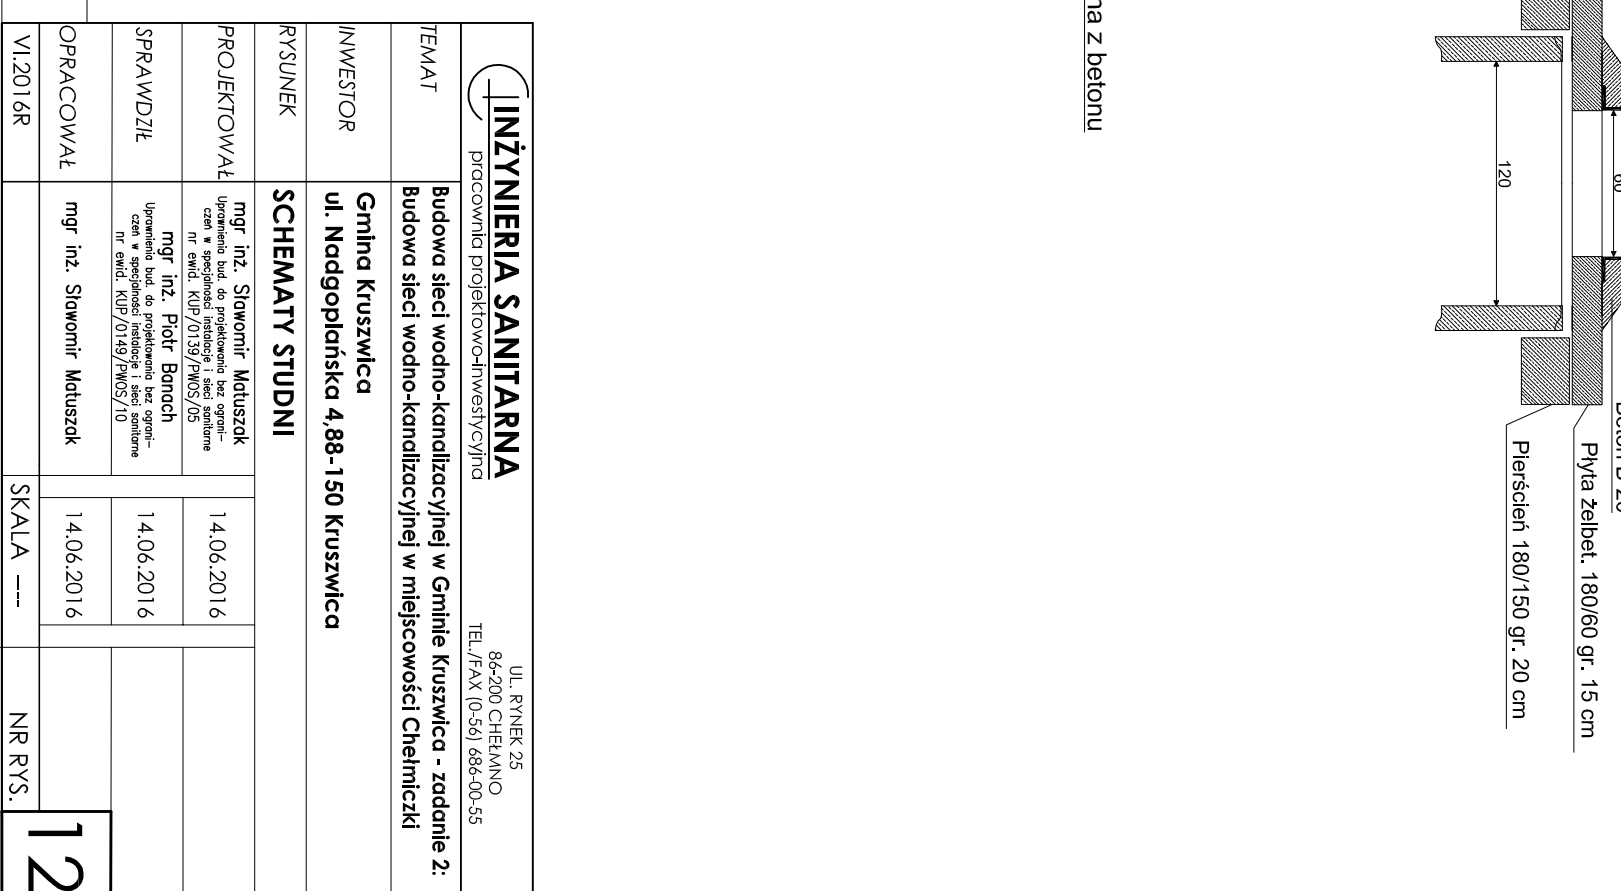 Płyta żelbet. 180/60 gr. 15 cm
120
Pierścień 180/150 gr. 20 cm
z betonu
INŻYNIERIA SANITARNA
pracownia projektowo-inwestycyjna
UL. RYNEK 25
86-200 CHEŁMNO
TEL./FAX (0-56) 686-00-55
TEMAT
Budowa sieci wodno-kanalizacyjnej w Gminie Kruszwica - zadanie 2:
Budowa sieci wodno-kanalizacyjnej w miejscowości Chełmiczki
INWESTOR
Gmina Kruszwica
ul. Nadgoplańska 4,88-150 Kruszwica
RYSUNEK
SCHEMATY STUDNI
PROJEKTOWAŁ
mgr inż. Sławomir Matuszak
Uprawnienia bud. do projektowania bez ograni-
czeń w specjalności instalacje i sieci sanitarne
nr ewid. KUP/0139/PWOS/05
14.06.2016
SPRAWDZIŁ
mgr inż. Piotr Banach
Uprawnienia bud. do projektowania bez ograni-
czeń w specjalności instalacje i sieci sanitarne
nr ewid. KUP/0149/PWOS/10
14.06.2016
OPRACOWAŁ
mgr inż. Sławomir Matuszak
14.06.2016
VI.2016R
SKALA ---
NR RYS.
12